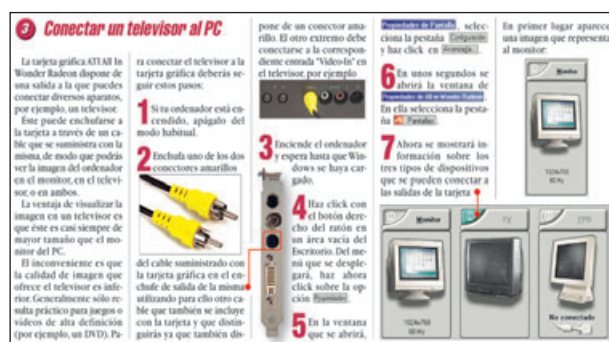 3 Conectar un televisor al PC
La tarjeta gráfica ATI All In
Wonder Radeon dispone de
una salida a la que puedes
conectar diversos aparatos,
por ejemplo, un televisor.
Éste puede enchufarse a
la tarjeta a través de un ca-
ble que se suministra con la
misma, de modo que podrás
ver la imagen del ordenador
en el monitor, en el televi-
sor, o en ambos.
La ventaja de visualizar la
imagen en un televisor es
que éste es casi siempre de
mayor tamaño que el mo-
nitor del PC.
El inconveniente es que
la calidad de imagen que
ofrece el televisor es infe-
rior. Generalmente sólo re-
sulta práctico para juegos o
vídeos de alta definición
(por ejemplo, un DVD). Pa-
ra conectar el televisor a la
tarjeta gráfica deberás se-
guir estos pasos:
1 Si tu ordenador está en-
cendido, apágalo del
modo habitual.
2 Enchufa uno de los dos
conectores amarillos
del cable suministrado con
la tarjeta gráfica en el en-
chufe de salida de la misma
utilizando para ello otro ca-
ble que también se incluye
con la tarjeta y que distin-
guirás ya que también dis-
pone de un conector ama-
rillo. El otro extremo debe
conectarse a la correspon-
diente entrada "Video-In" en
el televisor, por ejemplo
3 Enciende el ordenador
y espera hasta que Win-
dows se haya car-
gado.
4 Haz click con
el botón dere-
cho del ratón en
un área vacía del
Escritorio. Del me-
nú que se desple-
gará, haz ahora
click sobre la op-
ción Propiedades.
5 En la ventana
que se abrirá,
Propiedades de Pantalla, selec-
ciona la pestaña Configuración
y haz click en Avanzada...
6 En unos segundos se
abrirá la ventana de
Propiedades de All in Wonder Radeon.
En ella selecciona la pesta-
ña Pantallas.
7 Ahora se mostrará in-
formación sobre los
tres tipos de dispositivos
que se pueden conectar a
las salidas de la tarjeta
En primer lugar aparece
una imagen que representa
al monitor:
Monitor
1024x768
60 Hz
Monitor
1024x768
60 Hz
TV
No conectado